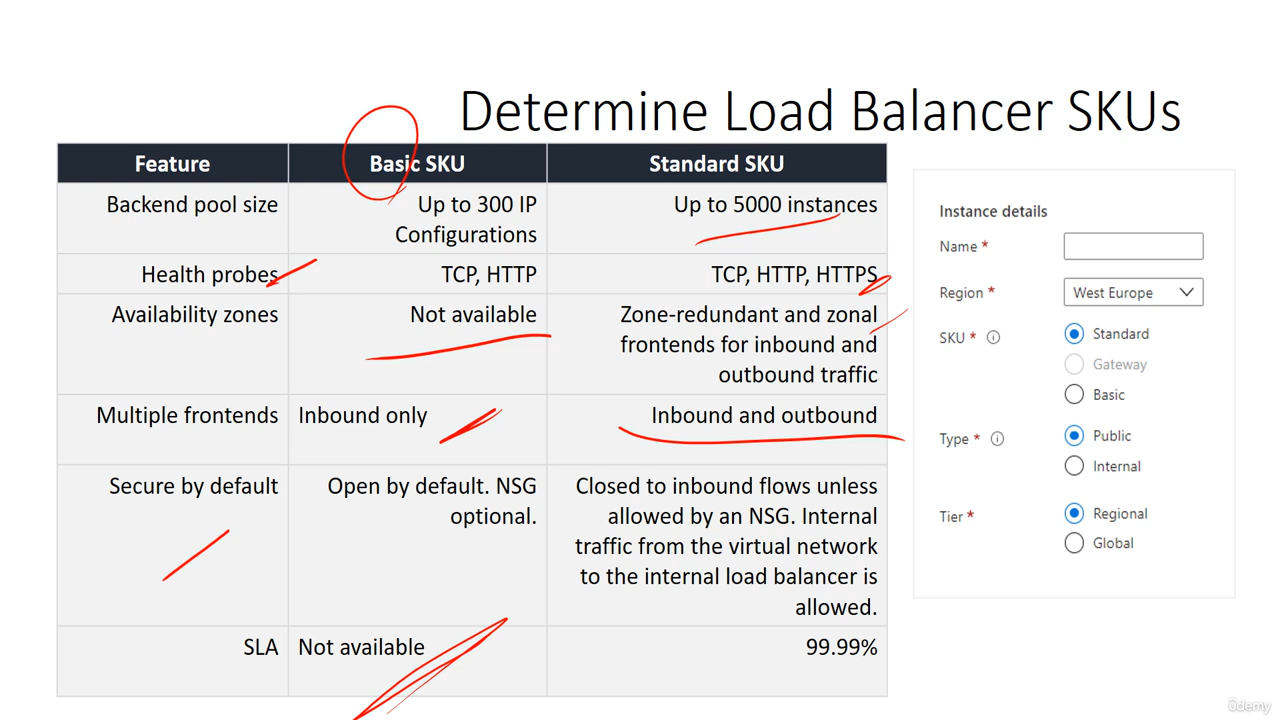 Determine Load Balancer SKUs
Feature
Basic SKU
Standard SKU
Backend pool size
Up to 300 IP
Configurations
Up to 5000 instances
Health probes
TCP, HTTP
TCP, HTTP, HTTPS
Availability zones
Not available
Zone-redundant and zonal
frontends for inbound and
outbound traffic
Multiple frontends
Inbound only
Inbound and outbound
Secure by default
Open by default. NSG
optional.
Closed to inbound flows unless
allowed by an NSG. Internal
traffic from the virtual network
to the internal load balancer is
allowed.
SLA
Not available
99.99%
Instance details
Name *
Region *
West Europe
SKU *
Standard
Gateway
Basic
Type *
Public
Internal
Tier *
Regional
Global
ûdemy